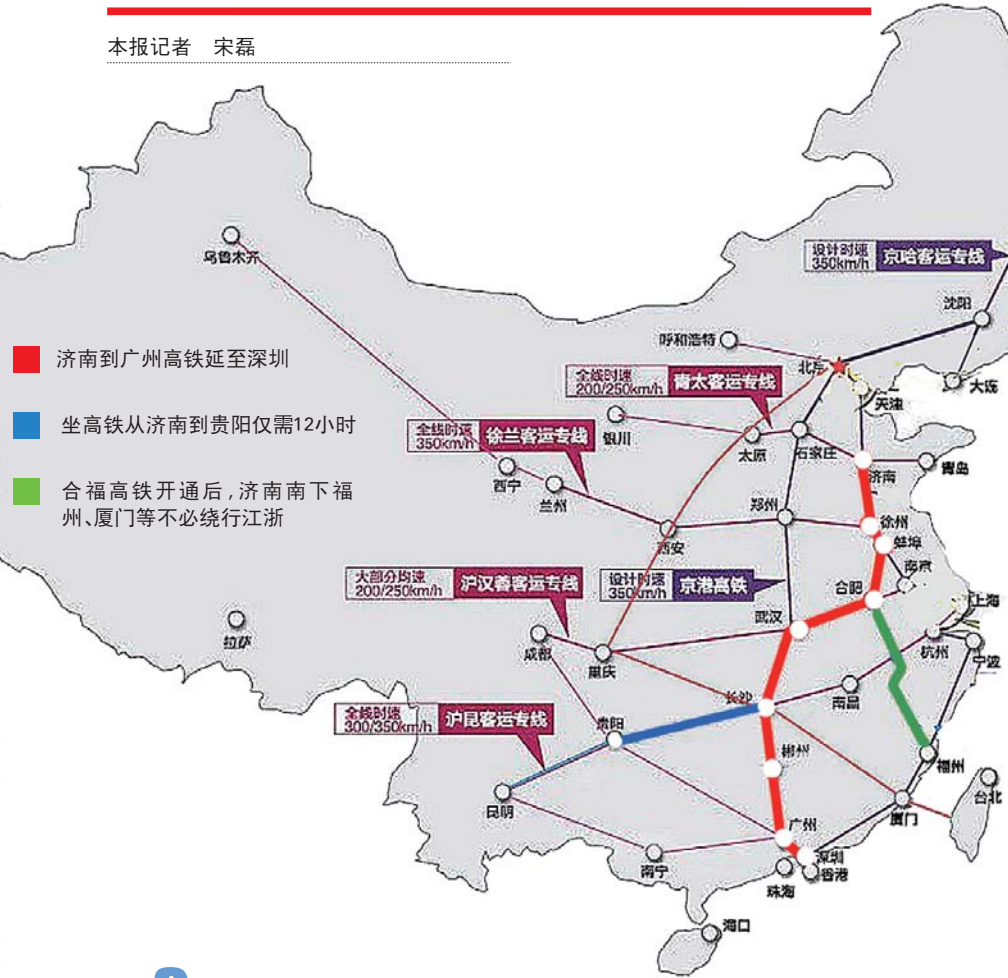 本报记者　宋磊
乌鲁木齐
设计时速
350km/h
京哈客运专线
沈阳
呼和浩特
北京
济南到广州高铁延至深圳
全线时速
200/250km/h
青太客运专线
大连
天津
坐高铁从济南到贵阳仅需12小时
全线时速
350km/h
徐兰客运专线
银川
太原
石家庄
济南
青岛
西宁
兰州
合福高铁开通后,济南南下福
州、厦门等不必绕行江浙
郑州
徐州
西安
蚌埠
南京
大部分均速
200/250km/h
沪汉蓉客运专线
设计时速
350km/h
京港高铁
合肥
上海
武汉
拉萨
成都
重庆
杭州
宁波
长沙
南昌
全线时速
300/350km/h
沪昆客运专线
贵阳
郴州
福州
台北
昆明
厦门
广州
南宁
深圳
香港
珠海
海口